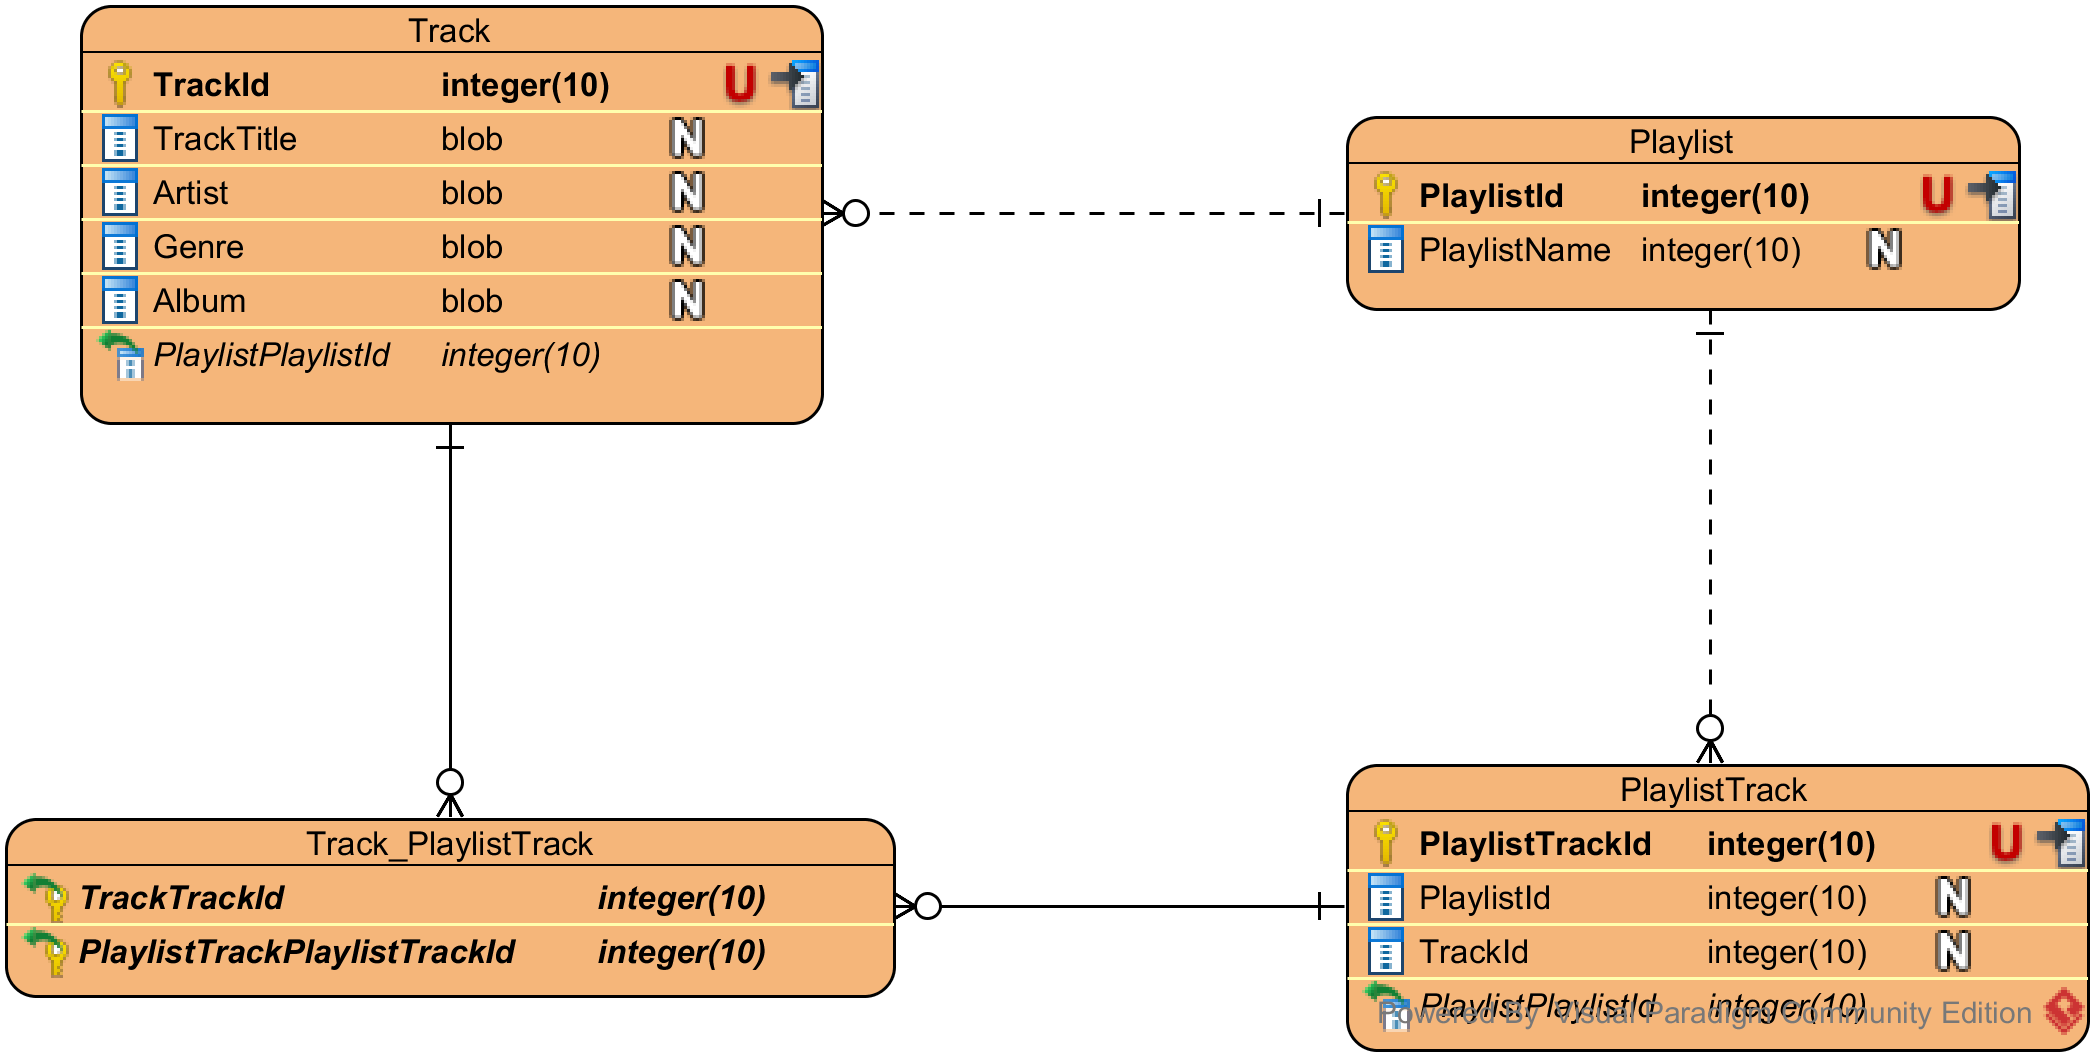 Track
TrackId integer(10) U
TrackTitle blob N
Artist blob N
Genre blob N
Album blob N
PlaylistPlaylistId integer(10)
Playlist
PlaylistId integer(10) U
PlaylistName integer(10) N
Track_PlaylistTrack
TrackTrackId integer(10)
PlaylistTrackPlaylistTrackId integer(10)
PlaylistTrack
PlaylistTrackId integer(10) U
PlaylistId integer(10) N
TrackId integer(10) N
PlaylistPlaylistId integer(10)
Powered By Visual Paradigm Community Edition